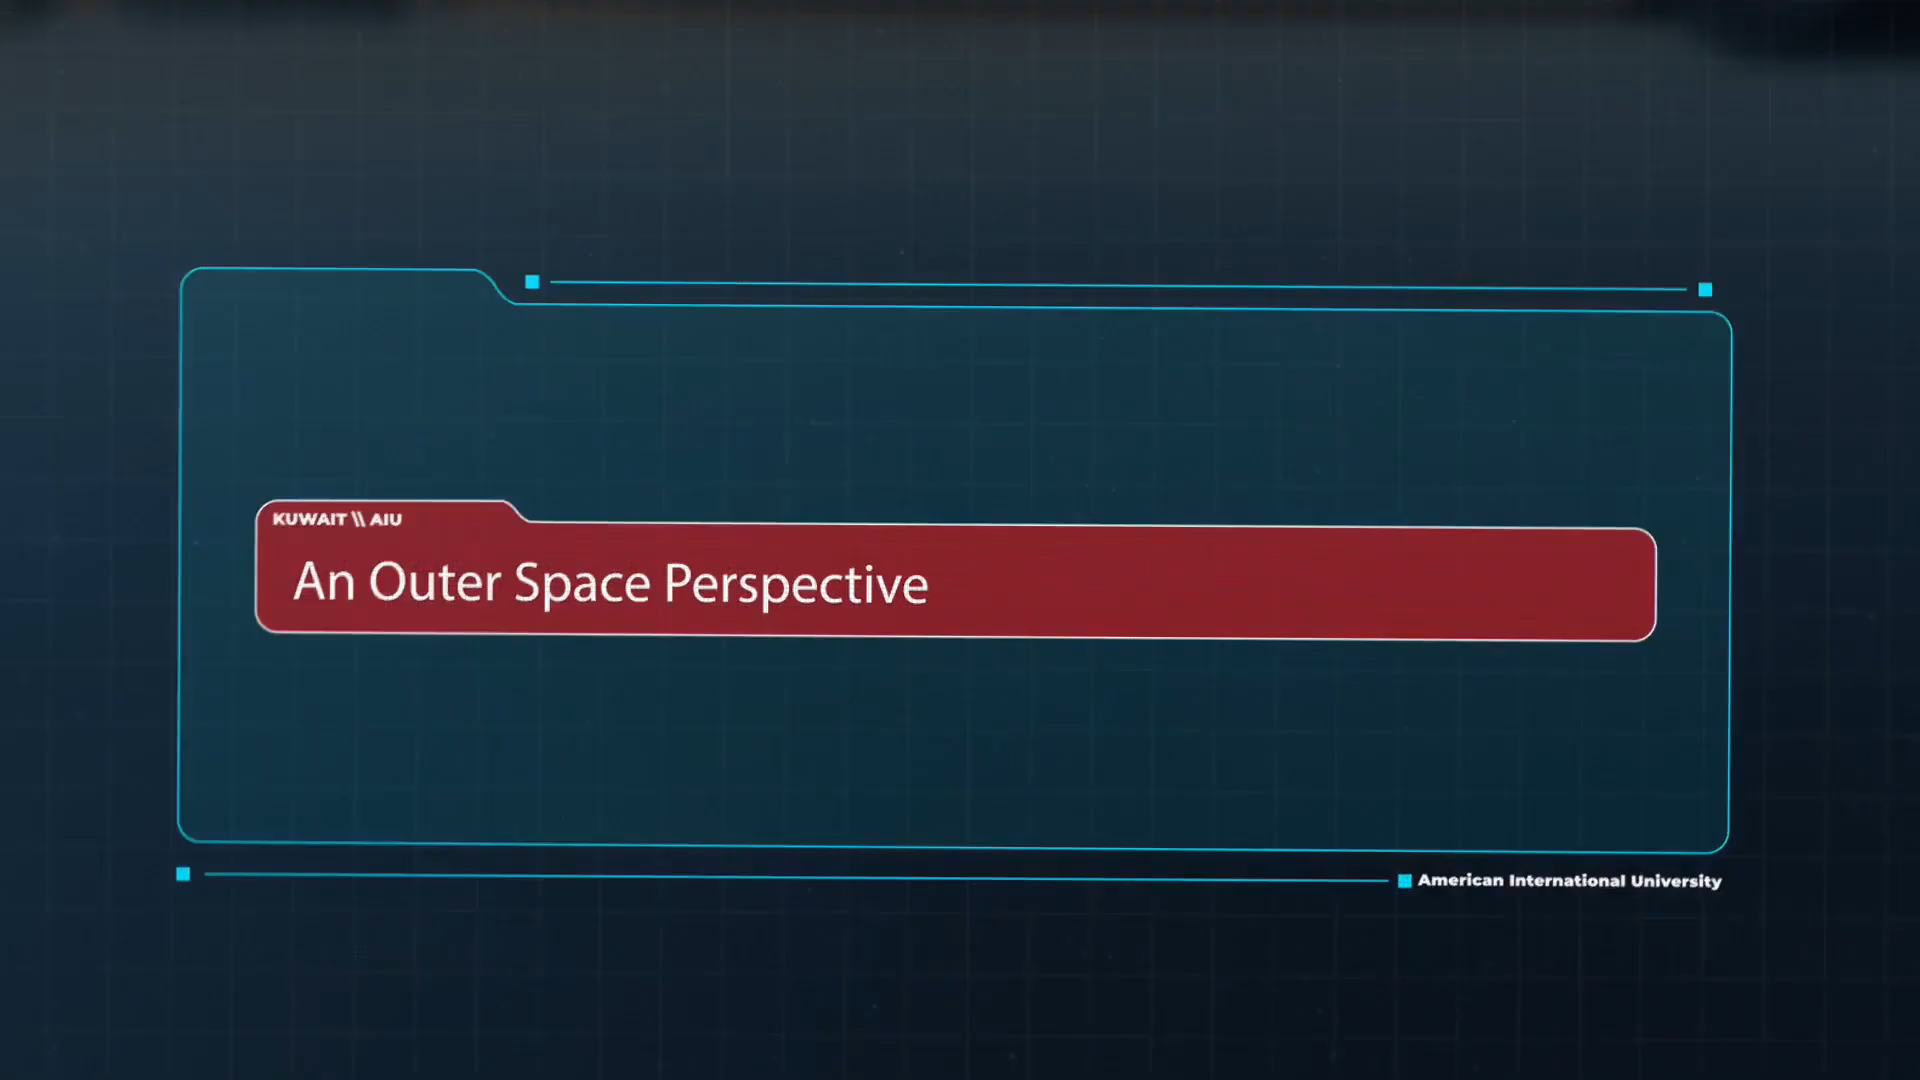 KUWAIT \\ AIU
An Outer Space Perspective
American International University